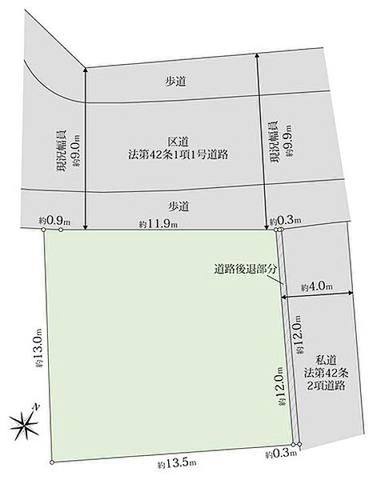 歩道
現況幅員
約9.0m
区道
法第42条1項1号道路
現況幅員
約9.9m
歩道
約0.9m
約11.9m
約0.3m
道路後退部分
約4.0m
約13.0m
約12.0m
約12.0m
私道
法第42条
2項道路
N
約13.5m
約0.3m